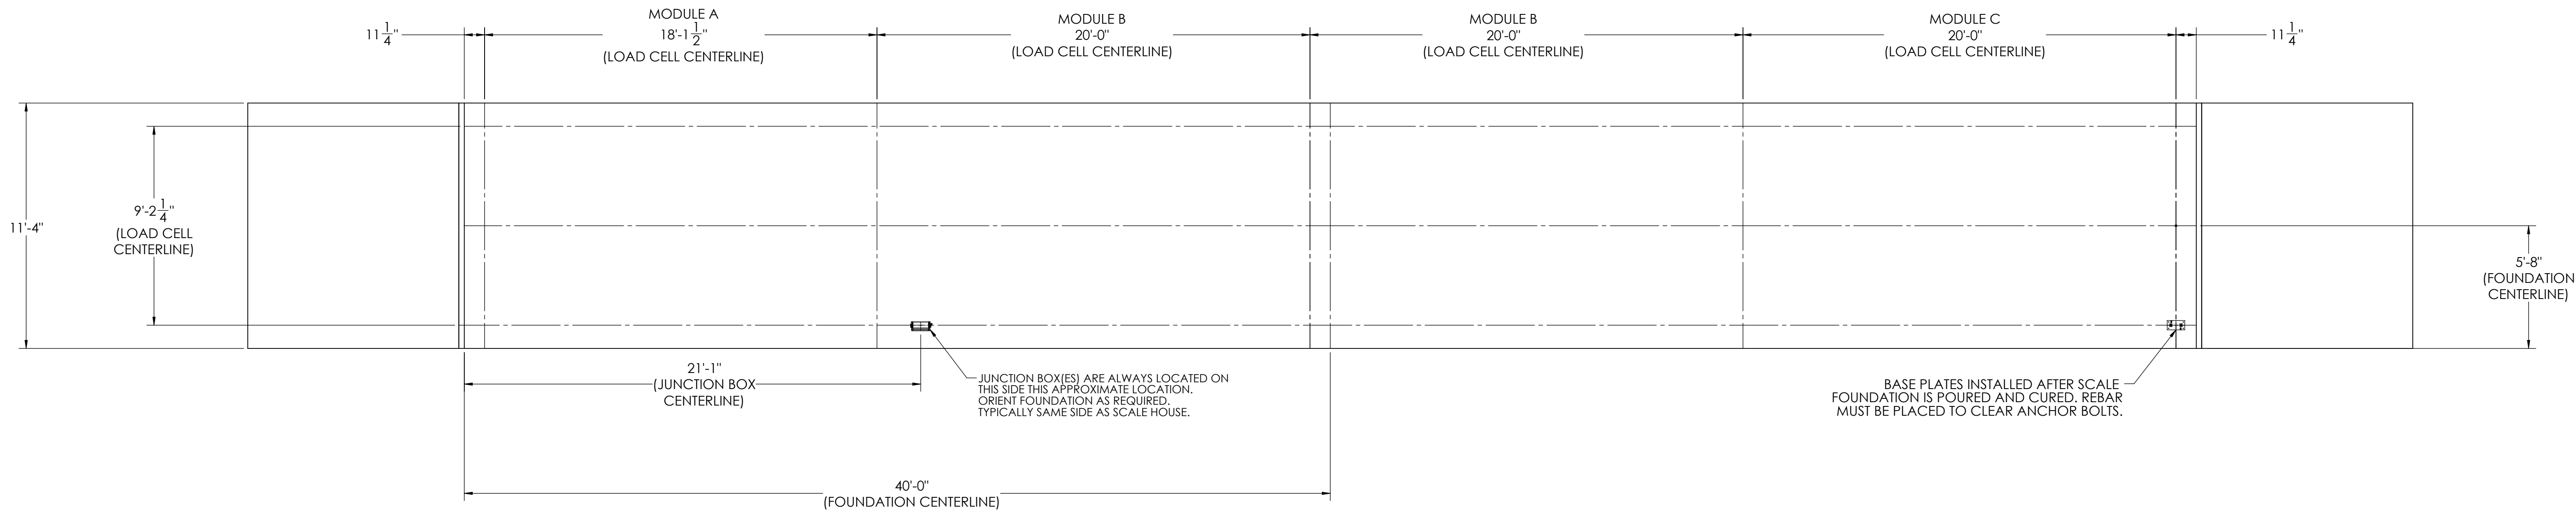 MODULE A
18'-1 1/2"
(LOAD CELL CENTERLINE)
MODULE B
20'-0"
(LOAD CELL CENTERLINE)
MODULE B
20'-0"
(LOAD CELL CENTERLINE)
MODULE C
20'-0"
(LOAD CELL CENTERLINE)
11 1/4"
11 1/4"
11'-4"
9'-2 1/4"
(LOAD CELL
CENTERLINE)
5'-8"
(FOUNDATION
CENTERLINE)
21'-1"
(JUNCTION BOX
CENTERLINE)
JUNCTION BOX(ES) ARE ALWAYS LOCATED ON
THIS SIDE THIS APPROXIMATE LOCATION.
ORIENT FOUNDATION AS REQUIRED.
TYPICALLY SAME SIDE AS SCALE HOUSE.
BASE PLATES INSTALLED AFTER SCALE
FOUNDATION IS POURED AND CURED. REBAR
MUST BE PLACED TO CLEAR ANCHOR BOLTS.
40'-0"
(FOUNDATION CENTERLINE)